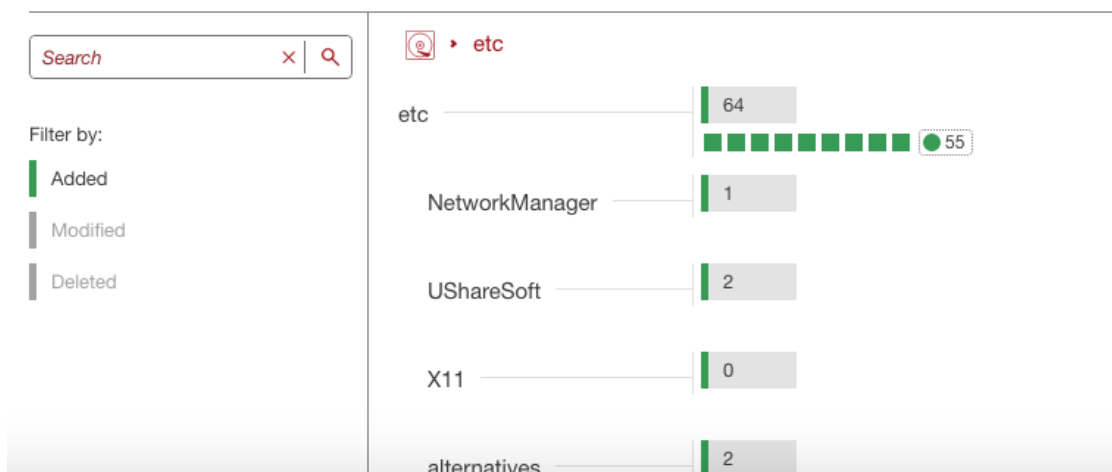 Search
Filter by:
Added
Modified
Deleted
etc
etc
64
55
NetworkManager
1
UShareSoft
2
X11
0
alternatives
2